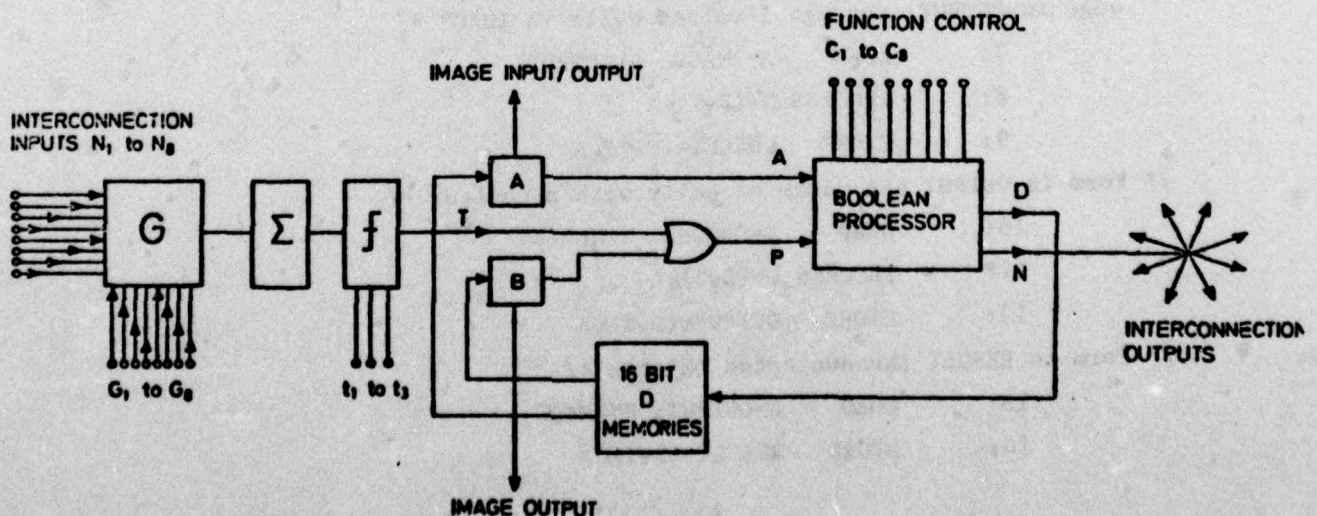 FUNCTION CONTROL
C1 to C8
IMAGE INPUT/OUTPUT
INTERCONNECTION
INPUTS N1 to N8
G
Σ
∫
T
A
B
A
P
BOOLEAN
PROCESSOR
D
N
INTERCONNECTION
OUTPUTS
G1 to G8
t1 to t3
16 BIT
D
MEMORIES
IMAGE OUTPUT